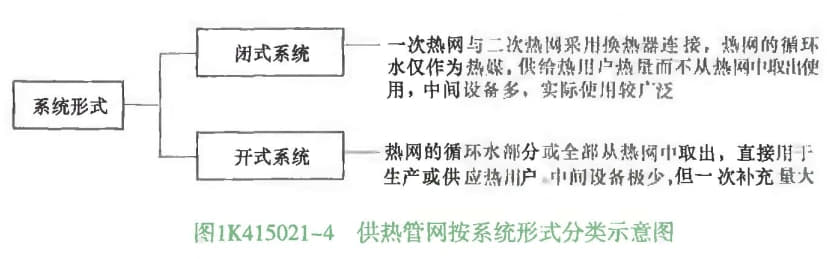 闭式系统
一次热网与二次热网采用换热器连接，热网的循环
水仅作为热媒，供给热用户热量而不从热网中取出使
用，中间设备多，实际使用较广泛
系统形式
开式系统
热网的循环水部分或全部从热网中取出，直接用于
生产或供应热用户，中间设备极少，但一次补充量大
图1K415021-4 供热管网按系统形式分类示意图